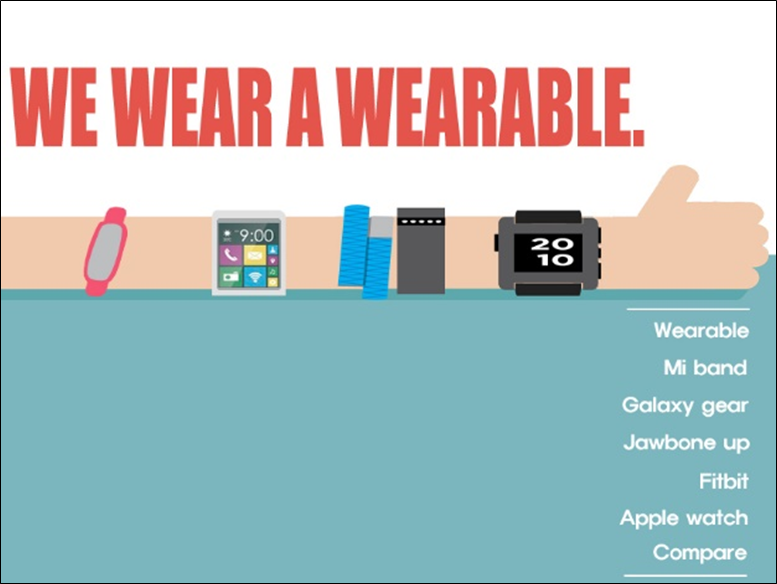 WE WEAR A WEARABLE.
9:00
20
10
Wearable
Mi band
Galaxy gear
Jawbone up
Fitbit
Apple watch
Compare